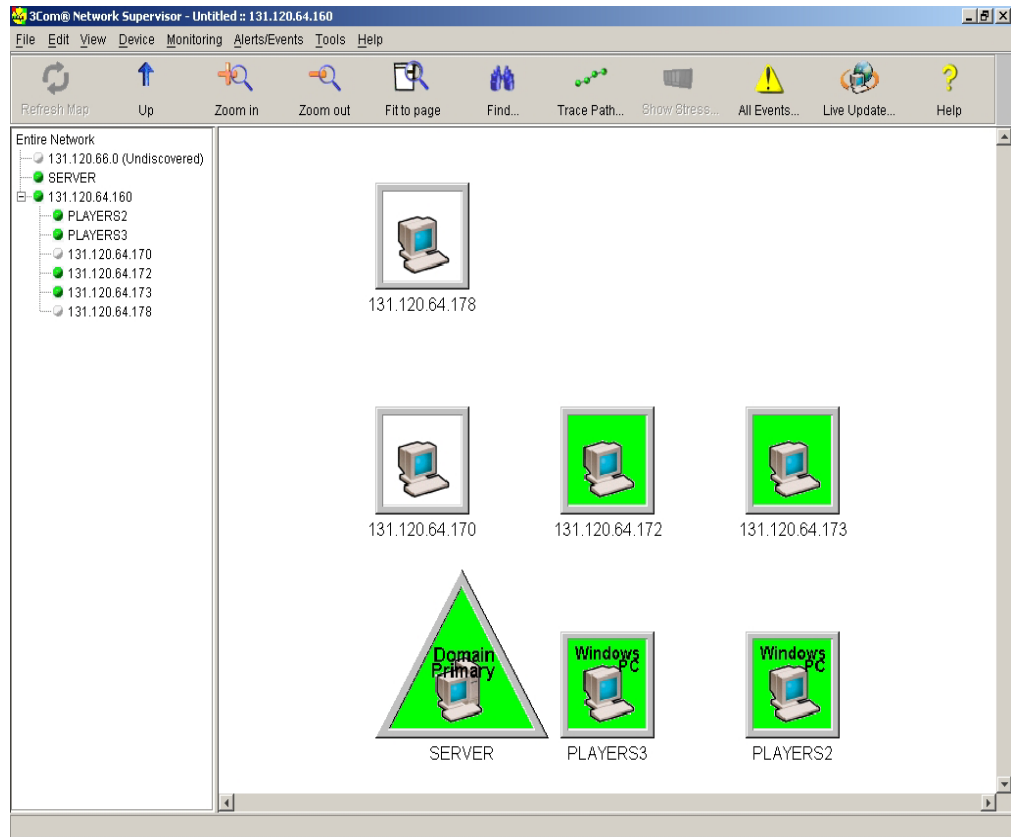 3Com® Network Supervisor - Untitled :: 131.120.64.160
File Edit View Device Monitoring Alerts/Events Tools Help
Refresh Map Up Zoom in Zoom out Fit to page Find... Trace Path... Show Stress... All Events... Live Update... Help
Entire Network
131.120.66.0 (Undiscovered)
SERVER
131.120.64.160
PLAYERS2
PLAYERS3
131.120.64.170
131.120.64.172
131.120.64.173
131.120.64.178
131.120.64.178
131.120.64.170 131.120.64.172 131.120.64.173
Domain
Primary
Windows
PC
Windows
PC
SERVER PLAYERS3 PLAYERS2